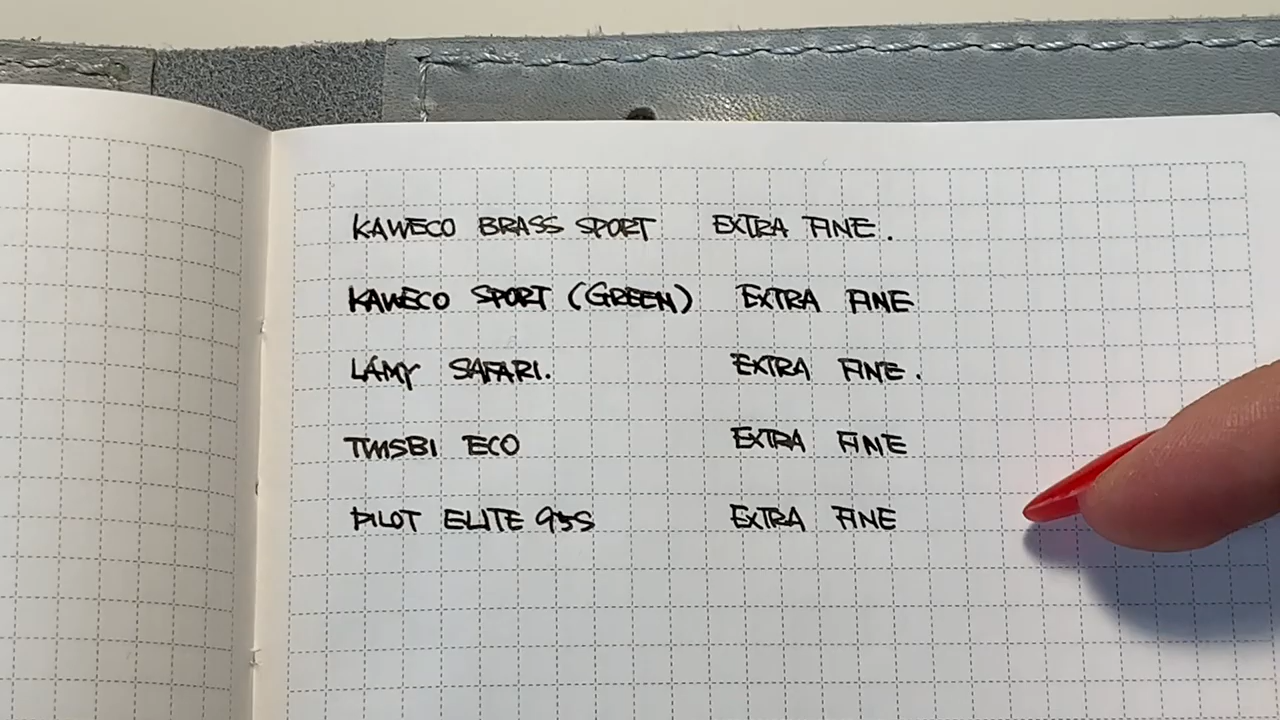 KAWECO BRASS SPORT EXTRA FINE.
KAWECO SPORT (GREEN) EXTRA FINE
LAMY SAFARI. EXTRA FINE.
TWSBI ECO EXTRA FINE
PILOT ELITE 95S EXTRA FINE